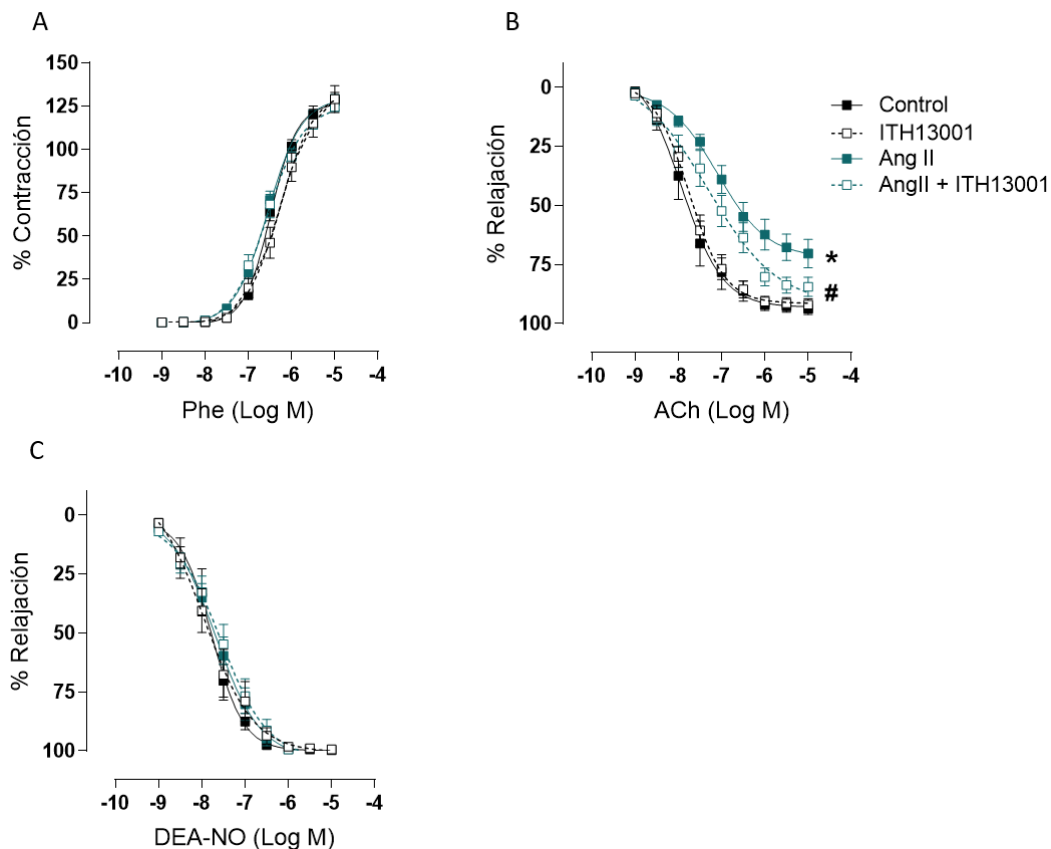 A
150
125
100
75
50
25
0
% Contracción
-10 -9 -8 -7 -6 -5 -4
Phe (Log M)
B
0
25
50
75
100
% Relajación
*
#
-10 -9 -8 -7 -6 -5 -4
ACh (Log M)
Control
ITH13001
Ang II
AngII + ITH13001
C
0
25
50
75
100
% Relajación
-10 -9 -8 -7 -6 -5 -4
DEA-NO (Log M)